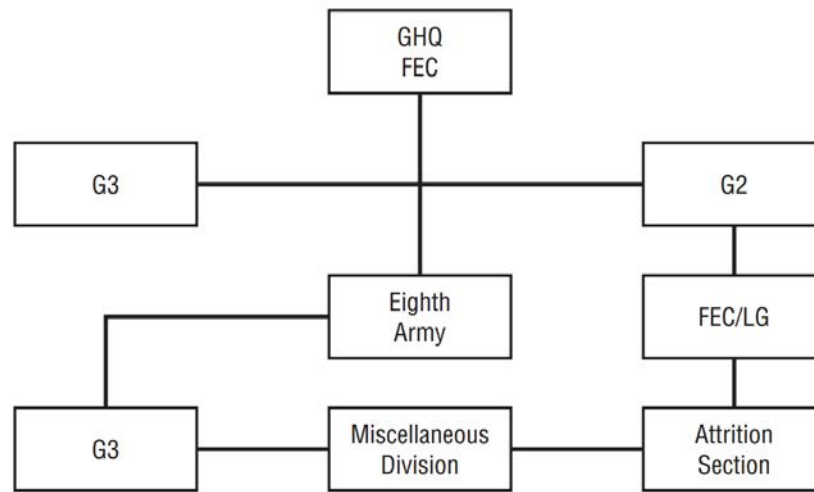 GHQ
FEC
G3
G2
Eighth
Army
FEC/LG
G3
Miscellaneous
Division
Attrition
Section